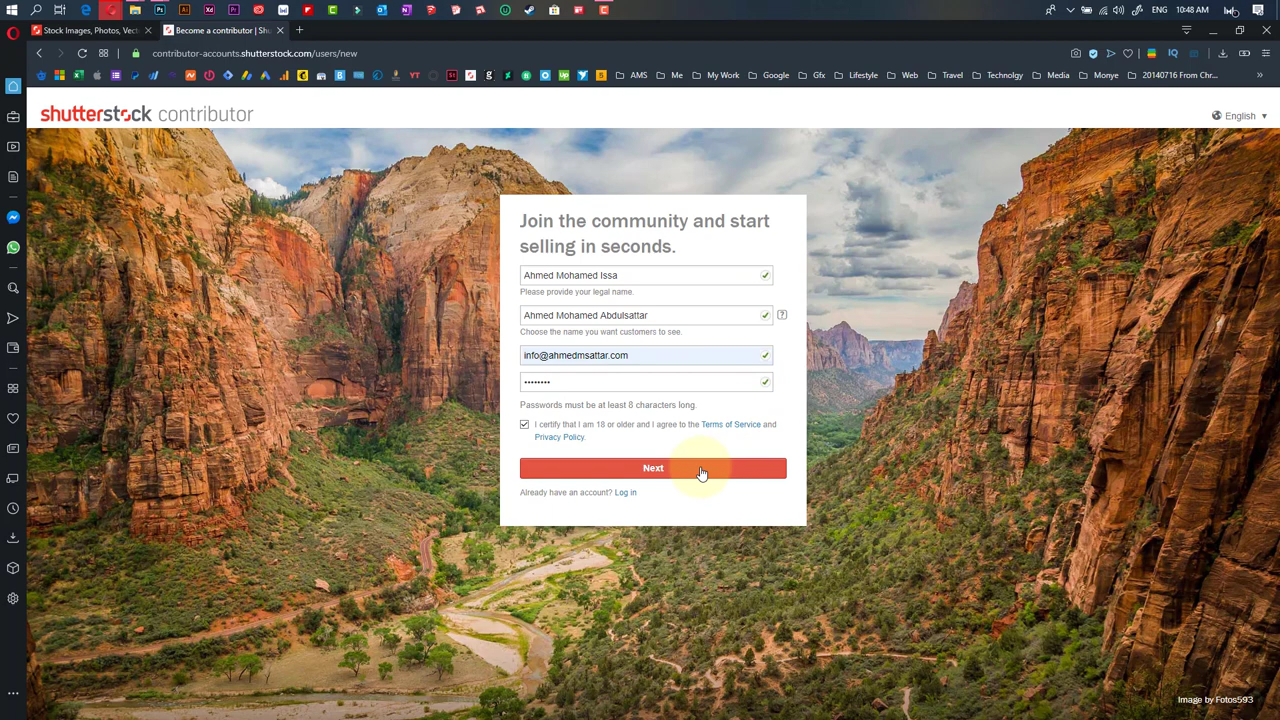 ENG 10:48 AM
Stock Images, Photos, Vect
Become a contributor | Shu
contributor-accounts.shutterstock.com/users/new
AMS Me My Work Google Gfx Lifestyle Web Travel Technolgy Media Monye 20140716 From Chr...
shutterstock contributor
English
Join the community and start
selling in seconds.
Ahmed Mohamed Issa
Please provide your legal name.
Ahmed Mohamed Abdulsattar
?
Choose the name you want customers to see.
info@ahmedmsattar.com
Passwords must be at least 8 characters long.
I certify that I am 18 or older and I agree to the Terms of Service and
Privacy Policy.
Next
Already have an account? Log in
Image by Fotos593